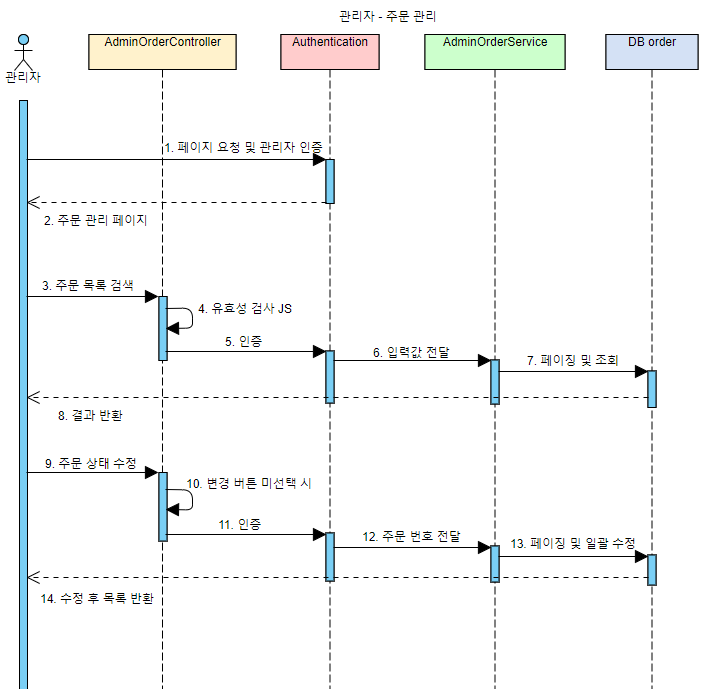 관리자 - 주문 관리
AdminOrderController
Authentication
AdminOrderService
DB order
관리자
1. 페이지 요청 및 관리자 인증
2. 주문 관리 페이지
3. 주문 목록 검색
4. 유효성 검사 JS
5. 인증
6. 입력값 전달
7. 페이징 및 조회
8. 결과 반환
9. 주문 상태 수정
10. 변경 버튼 미선택 시
11. 인증
12. 주문 번호 전달
13. 페이징 및 일괄 수정
14. 수정 후 목록 반환